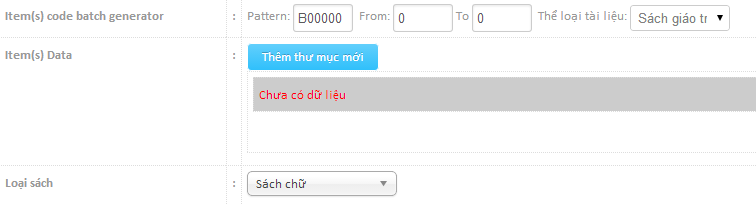 Item(s) code batch generator : Pattern: B00000 From: 0 To 0 Thể loại tài liệu: Sách giáo tr
Item(s) Data : Thêm thư mục mới
Chưa có dữ liệu
Loại sách : Sách chữ